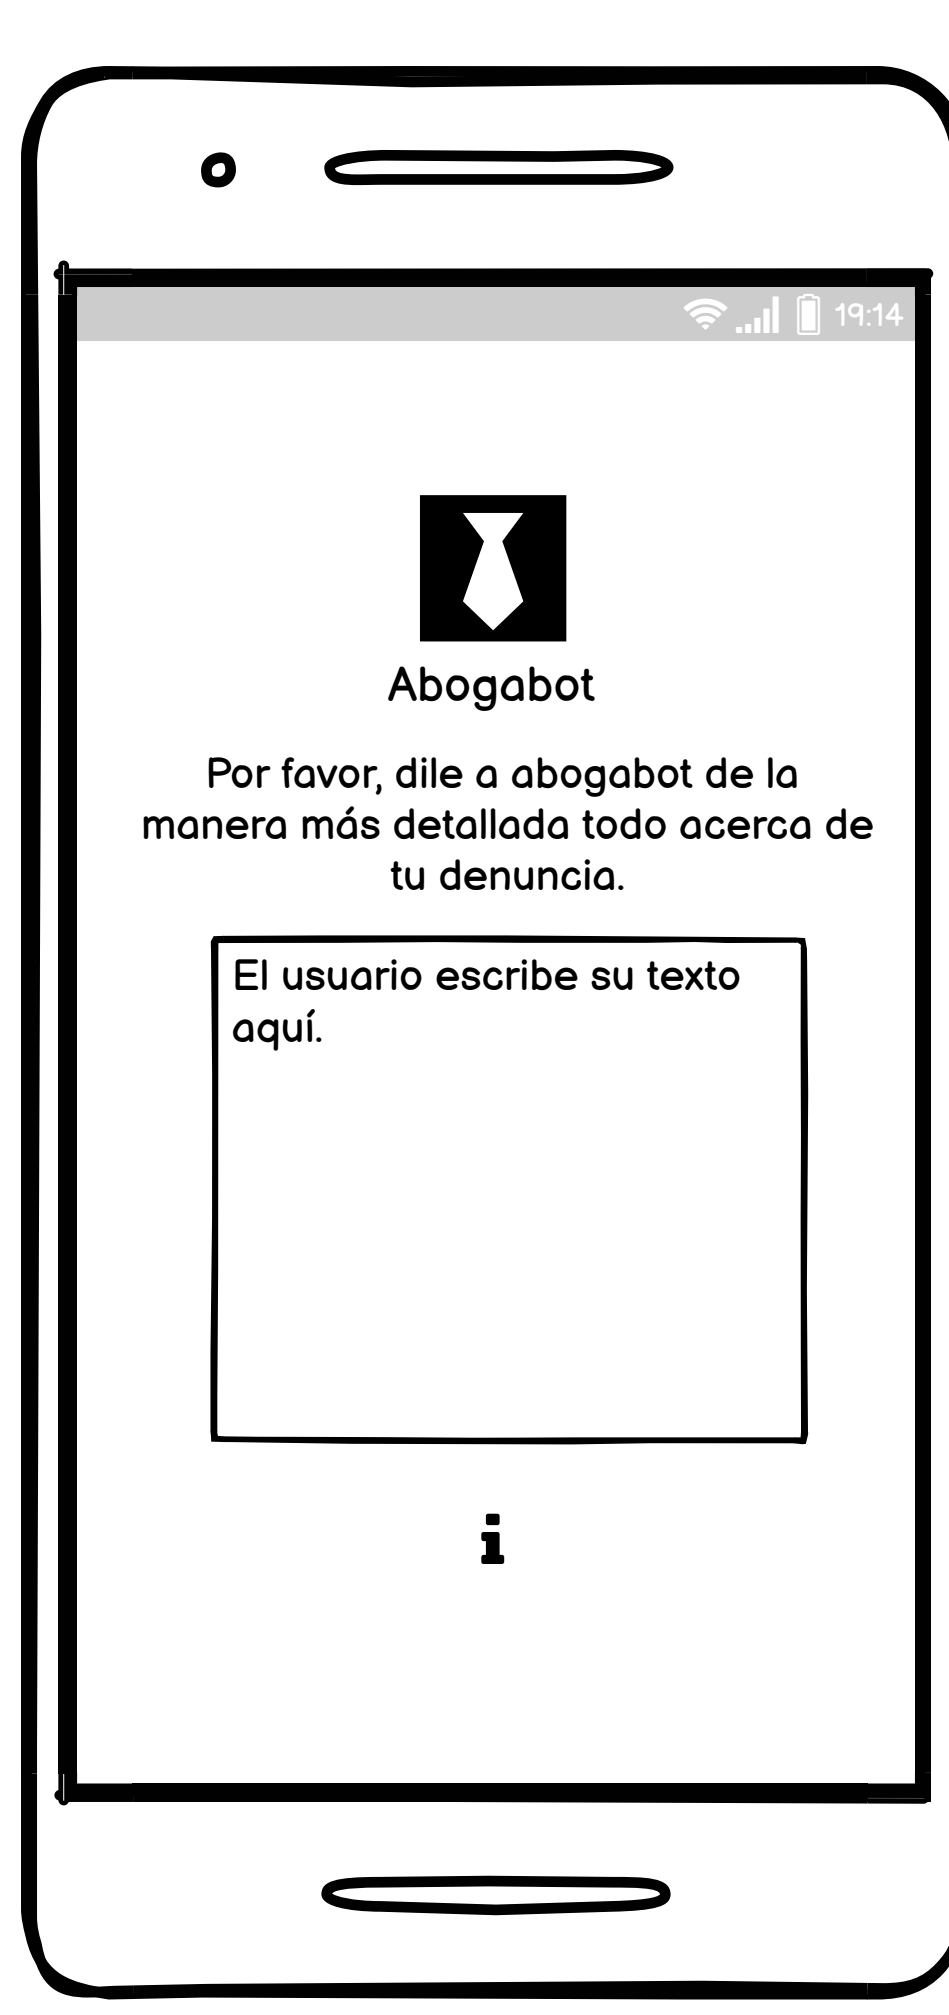 19:14
Abogabot
Por favor, dile a abogabot de la
manera más detallada todo acerca de
tu denuncia.
El usuario escribe su texto
aquí.
i